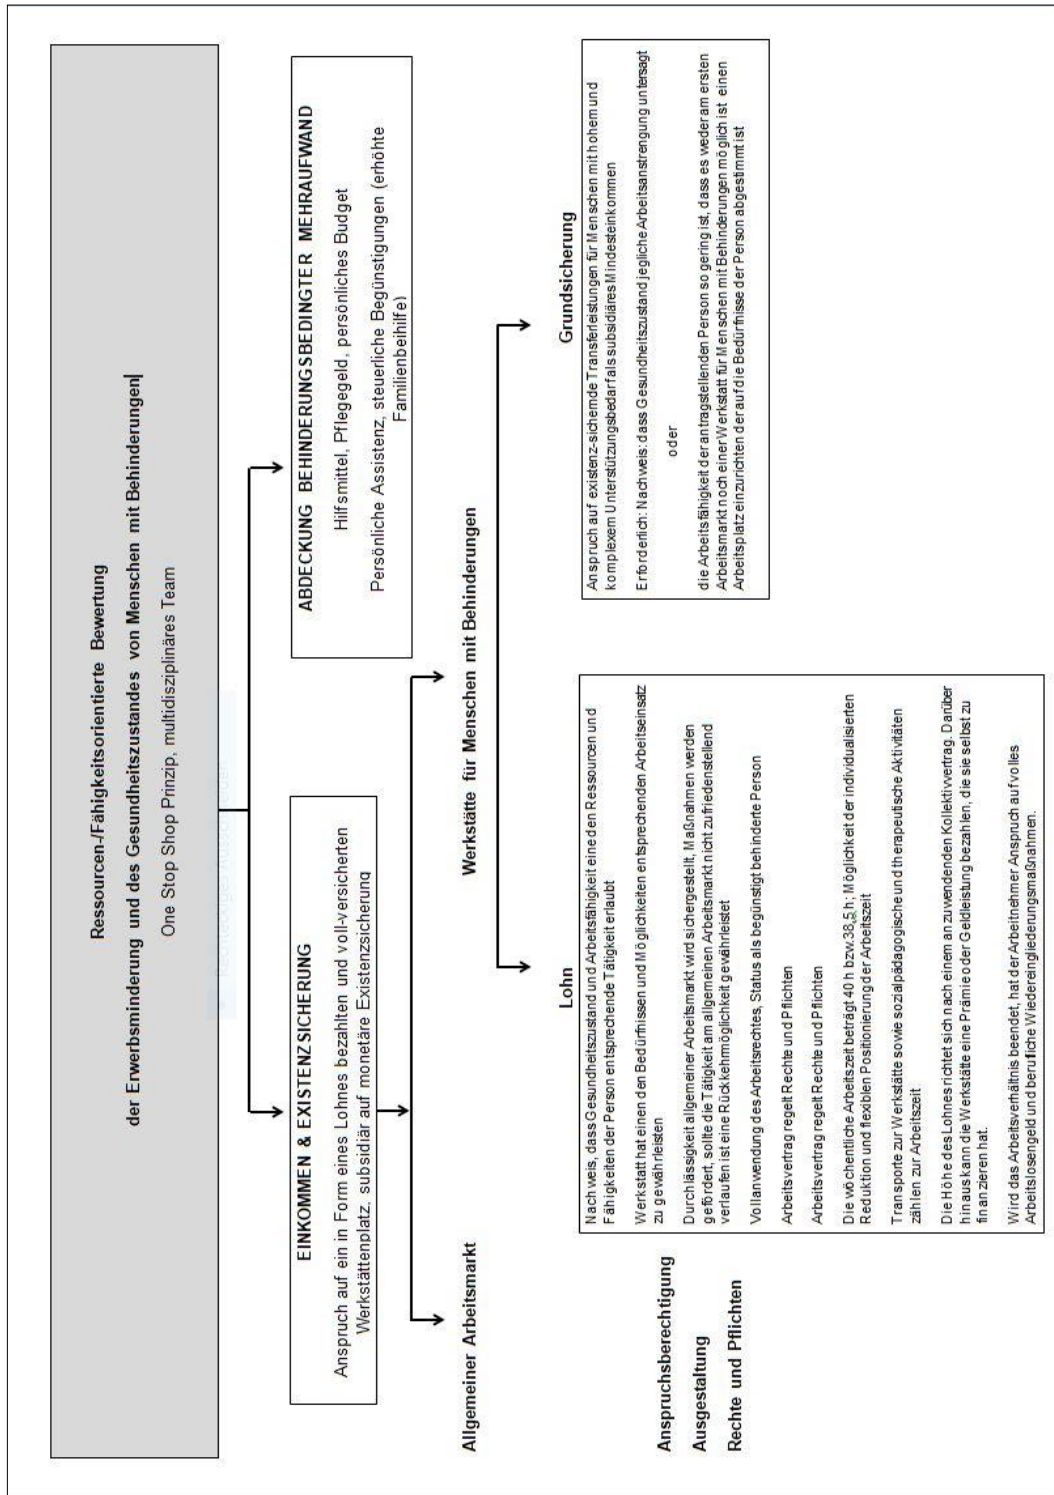 Ressourcen-/Fähigkeitsorientierte Bewertung
der Erwerbsminderung und des Gesundheitszustandes von Menschen mit Behinderungen
One Stop Shop Prinzip, multidisziplinäres Team
EINKOMMEN & EXISTENZSICHERUNG
Anspruch auf ein in Form eines Lohnes bezahlten und voll-versicherten
Werkstättenplatz, subsidiär auf monetäre Existenzsicherung
ABDECKUNG BEHINDERUNGSBEDINGTER MEHRAUFWAND
Hilfsmittel, Pflegegeld, persönliches Budget
Persönliche Assistenz, steuerliche Begünstigungen (erhöhte
Familienbeihilfe)
Allgemeiner Arbeitsmarkt
Werkstätte für Menschen mit Behinderungen
Lohn
Grundsicherung
Anspruchsberechtigung
Ausgestaltung
Rechte und Pflichten
Nachweis, dass Gesundheitszustand und Arbeitsfähigkeit eine den Ressourcen und
Fähigkeiten der Person entsprechende Tätigkeit erlaubt
Werkstatt hat einen den Bedürfnissen und Möglichkeiten entsprechenden Arbeitseinsatz
zu gewährleisten
Durchlässigkeit allgemeiner Arbeitsmarkt wird sichergestellt, Maßnahmen werden
gefördert, sollte die Tätigkeit am allgemeinen Arbeitsmarkt nicht zufriedenstellend
verlaufen ist eine Rückkehrmöglichkeit gewährleistet
Vollanwendung des Arbeitsrechtes, Status als begünstigt behinderte Person
Arbeitsvertrag regelt Rechte und Pflichten
Arbeitsvertrag regelt Rechte und Pflichten
Die wöchentliche Arbeitszeit beträgt 40 h bzw. 38,5 h; Möglichkeit der individualisierten
Reduktion und flexiblen Positionierung der Arbeitszeit
Transporte zur Werkstätte sowie sozialpädagogische und therapeutische Aktivitäten
zählen zur Arbeitszeit
Die Höhe des Lohnes richtet sich nach einem anzuwendenden Kollektivvertrag. Darüber
hinaus kann die Werkstätte eine Prämie oder Geldleistung bezahlen, die sie selbst zu
finanzieren hat.
Wird das Arbeitsverhältnis beendet, hat der Arbeitnehmer Anspruch auf volles
Arbeitslosengeld und berufliche Wiedereingliederungsmaßnahmen.
Anspruch auf existenz-sichernde Transferleistungen für Menschen mit hohem und
komplexem Unterstützungsbedarf als subsidiäres Mindesteinkommen
Erforderlich: Nachweis: dass Gesundheitszustand jegliche Arbeitsanstrengung untersagt
oder
die Arbeitsfähigkeit der antragstellenden Person so gering ist, dass es weder am ersten
Arbeitsmarkt noch einer Werkstatt für Menschen mit Behinderungen möglich ist einen
Arbeitsplatz einzurichten der auf die Bedürfnisse der Person abgestimmt ist